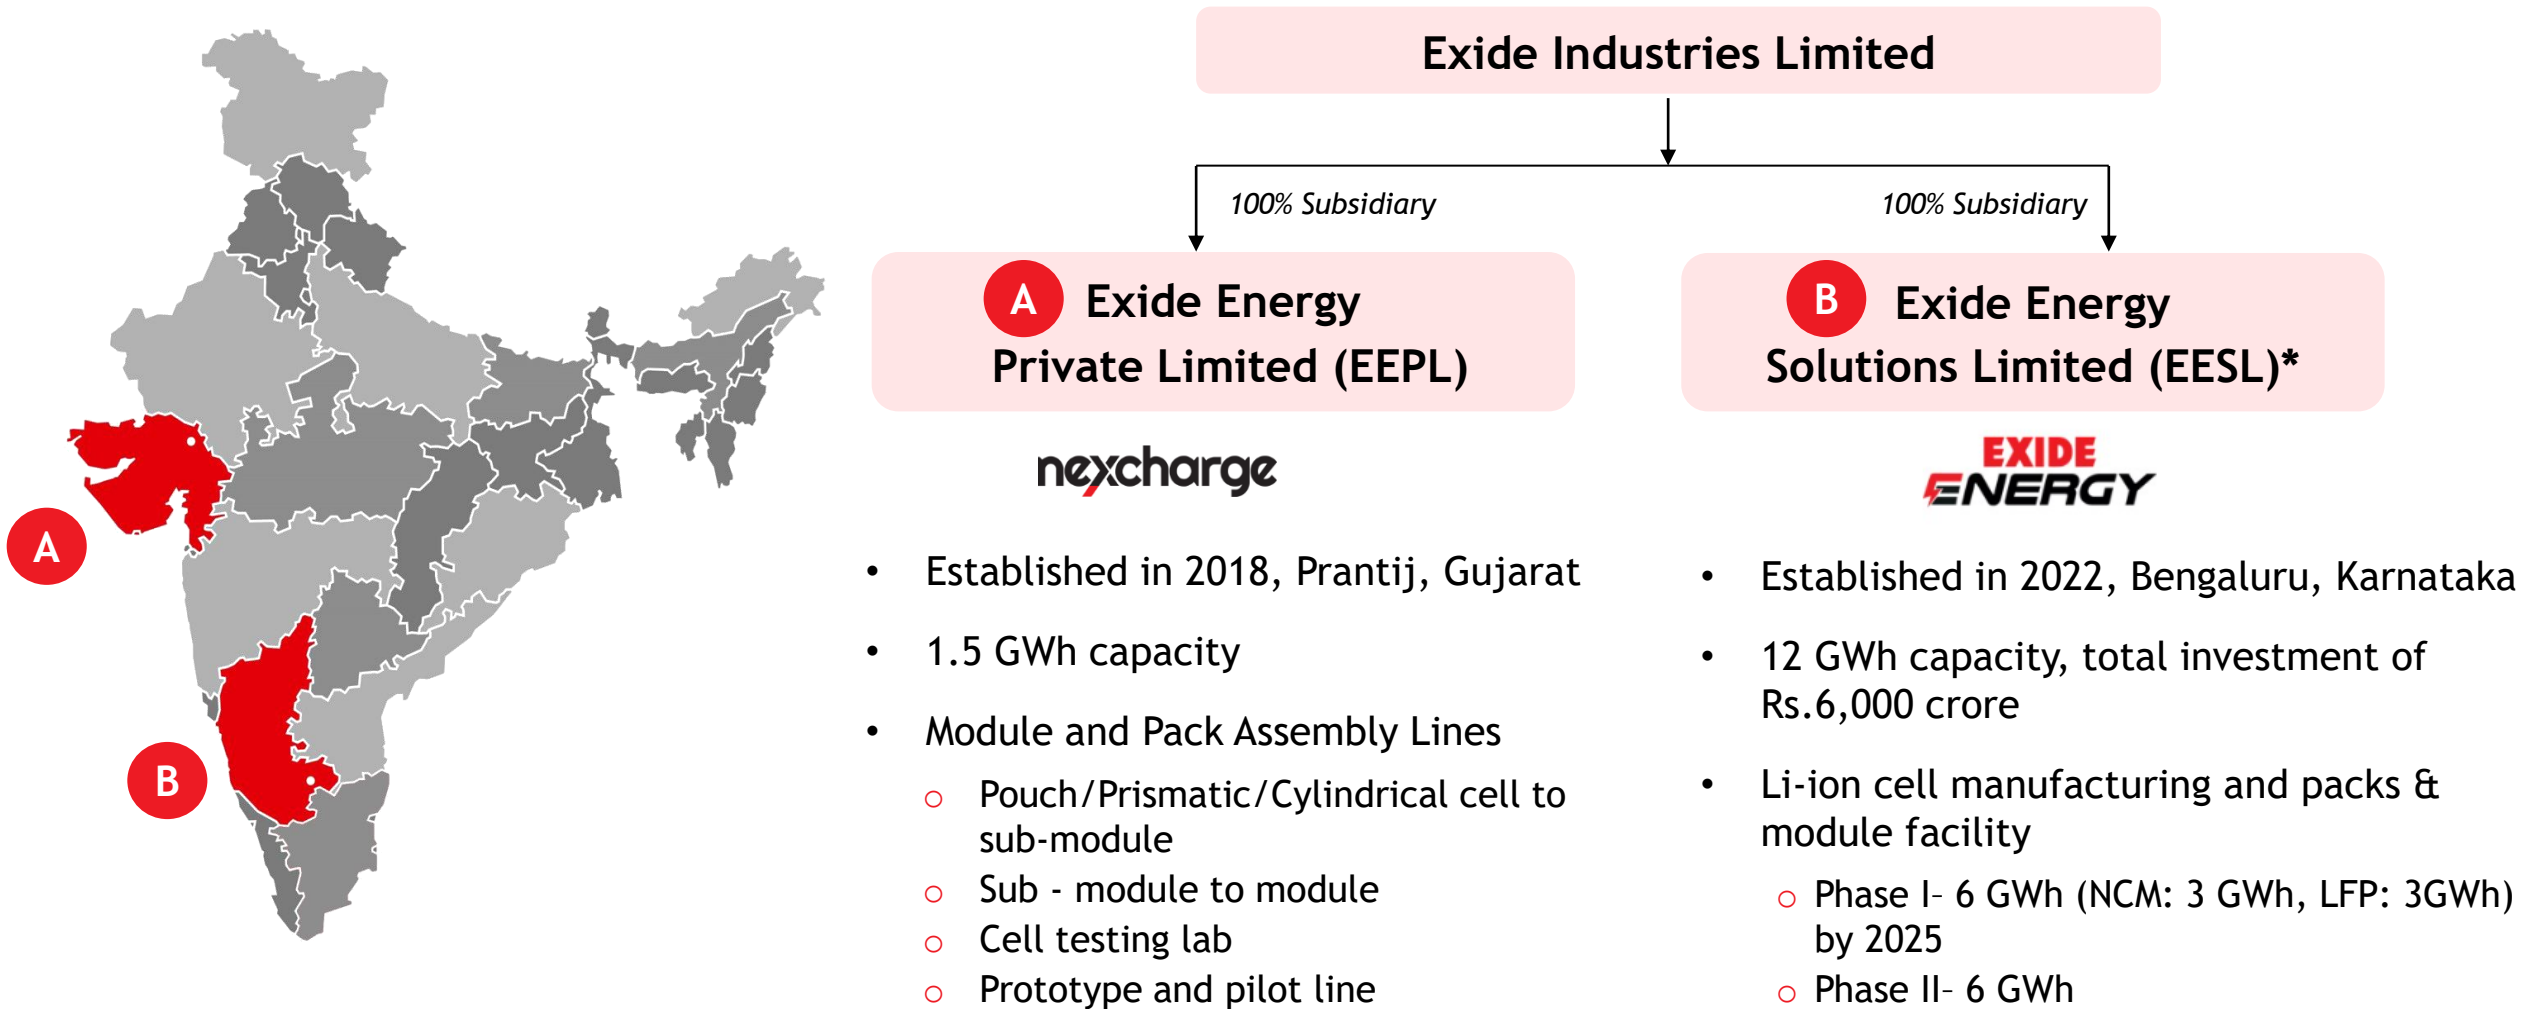 Exide Industries Limited
100% Subsidiary
100% Subsidiary
A Exide Energy
Private Limited (EEPL)
B Exide Energy
Solutions Limited (EESL)*
nexcharge
EXIDE
ENERGY
A
B
• Established in 2018, Prantij, Gujarat
• 1.5 GWh capacity
• Module and Pack Assembly Lines
o Pouch/Prismatic/Cylindrical cell to
sub-module
o Sub - module to module
o Cell testing lab
o Prototype and pilot line
• Established in 2022, Bengaluru, Karnataka
• 12 GWh capacity, total investment of
Rs.6,000 crore
• Li-ion cell manufacturing and packs &
module facility
o Phase I– 6 GWh (NCM: 3 GWh, LFP: 3GWh)
by 2025
o Phase II– 6 GWh